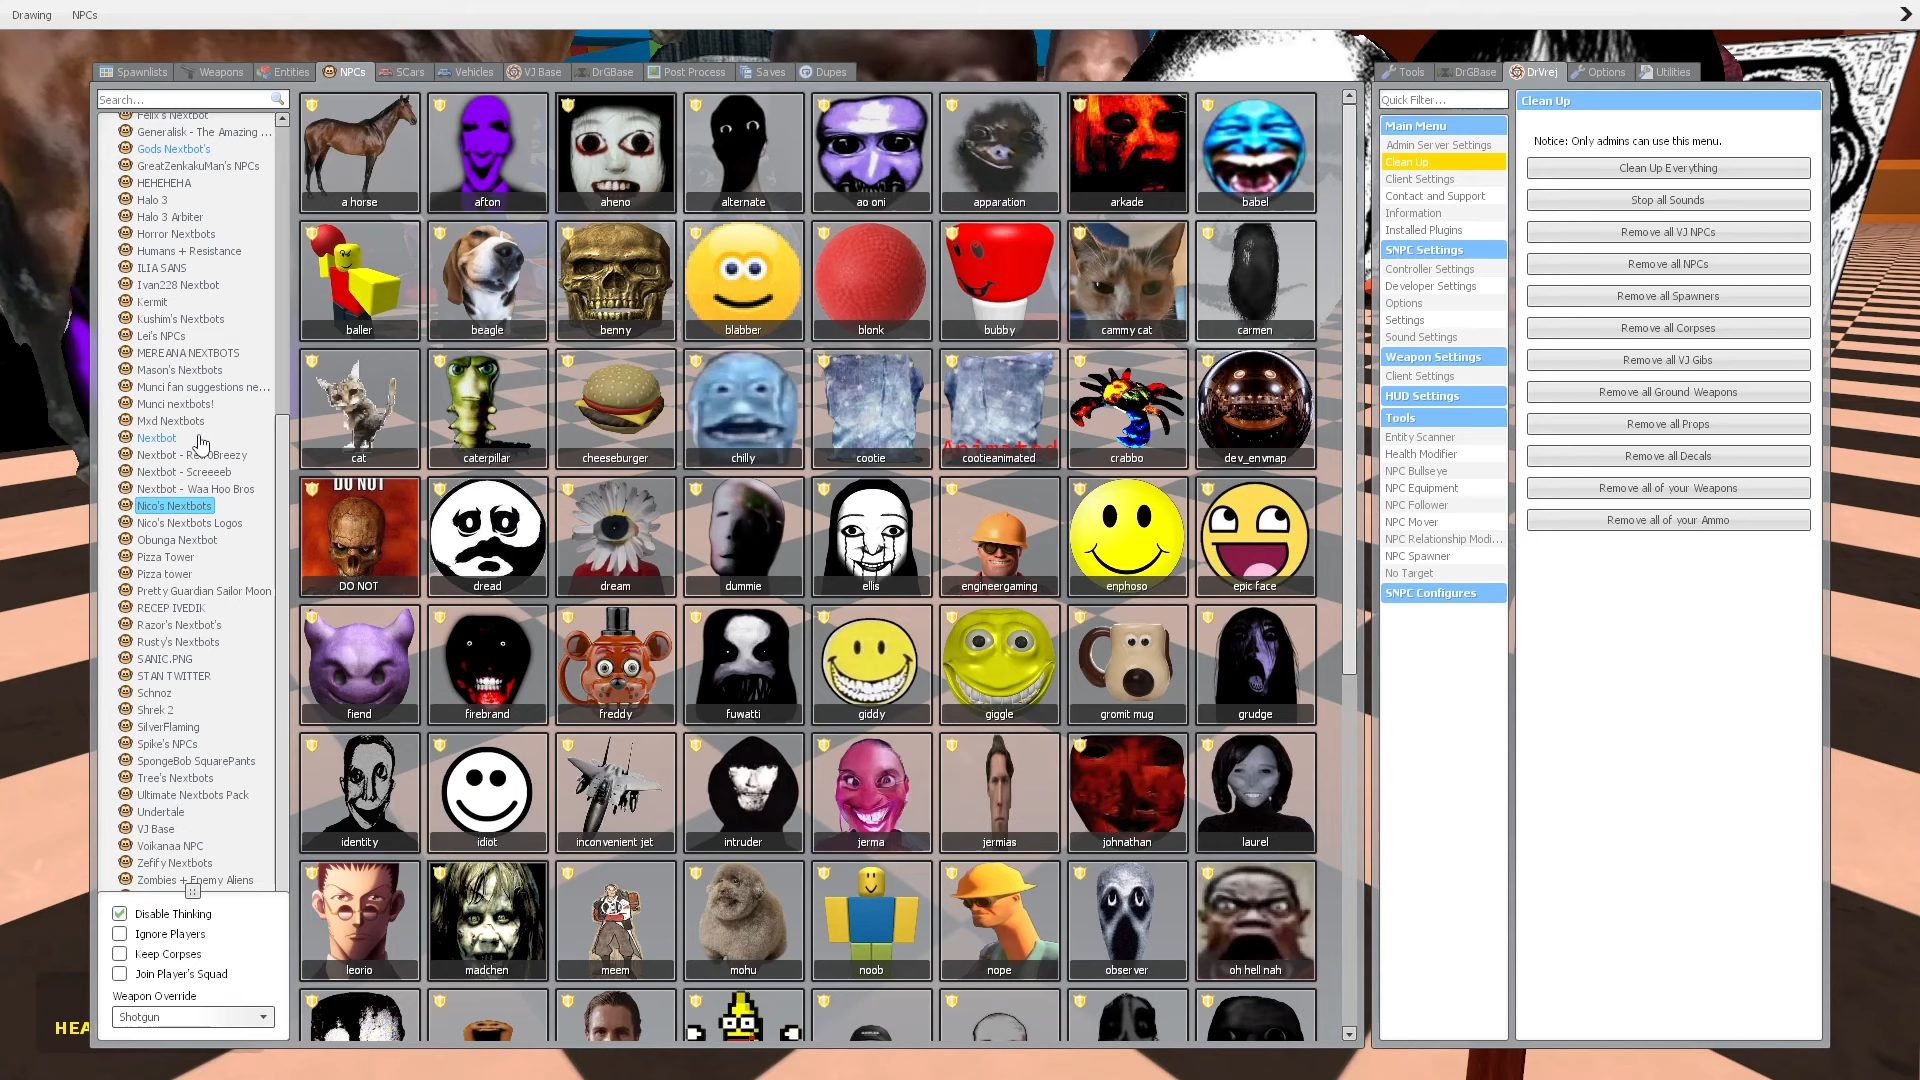 Drawing NPCs
Spawnlists Weapons Entities NPCs SCars Vehicles VJ Base DrGBase Post Process Saves Dupes
Tools DrGBase DrVrej Options Utilities
Search...
Felix's Nextbot
Generalisk - The Amazing ...
Gods Nextbot's
GreatZenkakuMan's NPCs
HEHEHEHA
Halo 3
Halo 3 Arbiter
Horror Nextbots
Humans + Resistance
ILIA SANS
Ivan228 Nextbot
Kermit
Kushim's Nextbots
Lei's NPCs
MEREANA NEXTBOTS
Mason's Nextbots
Munci fan suggestions ne...
Munci nextbots!
Mxd Nextbots
Nextbot
Nextbot - Re Breezy
Nextbot - Screeeeb
Nextbot - Waa Hoo Bros
Nico's Nextbots
Nico's Nextbots Logos
Obunga Nextbot
Pizza Tower
Pizza tower
Pretty Guardian Sailor Moon
RECEP IVEDIK
Razor's Nextbot's
Rusty's Nextbots
SANIC.PNG
STAN TWITTER
Schnoz
Shrek 2
SilverFlaming
Spike's NPCs
SpongeBob SquarePants
Tree's Nextbots
Ultimate Nextbots Pack
Undertale
VJ Base
Voikanaa NPC
Zefify Nextbots
Zombies + Enemy Aliens
Disable Thinking
Ignore Players
Keep Corpses
Join Player's Squad
Weapon Override
Shotgun
HEA
a horse afton aheno alternate ao oni apparation arkade babel
baller beagle benny blabber blonk bubby cammy cat carmen
Animated
cat caterpillar cheeseburger chilly cootie cootieanimated crabbo dev_envmap
DO NOT
DO NOT dread dream dummie ellis engineergaming enphoso epic face
fiend firebrand freddy fuwatti giddy giggle gromit mug grudge
identity idiot inconvenient jet intruder jerma jermias johnathan laurel
leorio madchen meem mohu noob nope observer oh hell nah
Quick Filter...
Main Menu
Admin Server Settings
Clean Up
Client Settings
Contact and Support
Information
Installed Plugins
SNPC Settings
Controller Settings
Developer Settings
Options
Settings
Sound Settings
Weapon Settings
Client Settings
HUD Settings
Tools
Entity Scanner
Health Modifier
NPC Bullseye
NPC Equipment
NPC Follower
NPC Mover
NPC Relationship Modi...
NPC Spawner
No Target
SNPC Configures
Clean Up
Notice: Only admins can use this menu.
Clean Up Everything
Stop all Sounds
Remove all VJ NPCs
Remove all NPCs
Remove all Spawners
Remove all Corpses
Remove all VJ Gibs
Remove all Ground Weapons
Remove all Props
Remove all Decals
Remove all of your Weapons
Remove all of your Ammo